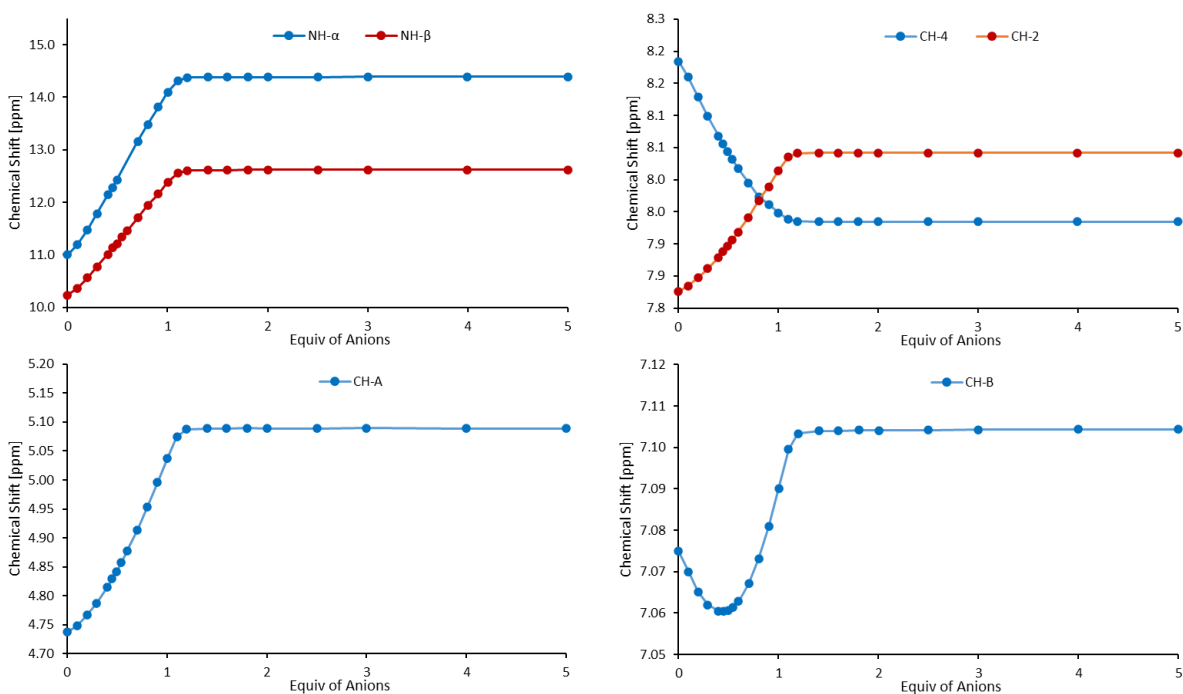 NH-α NH-β
15.0
14.0
13.0
12.0
11.0
10.0
Chemical Shift [ppm]
0 1 2 3 4 5
Equiv of Anions
CH-4 CH-2
8.3
8.2
8.2
8.1
8.1
8.0
8.0
7.9
7.9
7.8
Chemical Shift [ppm]
0 1 2 3 4 5
Equiv of Anions
CH-A
5.20
5.15
5.10
5.05
5.00
4.95
4.90
4.85
4.80
4.75
4.70
Chemical Shift [ppm]
0 1 2 3 4 5
Equiv of Anions
CH-B
7.12
7.11
7.10
7.09
7.08
7.07
7.06
7.05
Chemical Shift [ppm]
0 1 2 3 4 5
Equiv of Anions